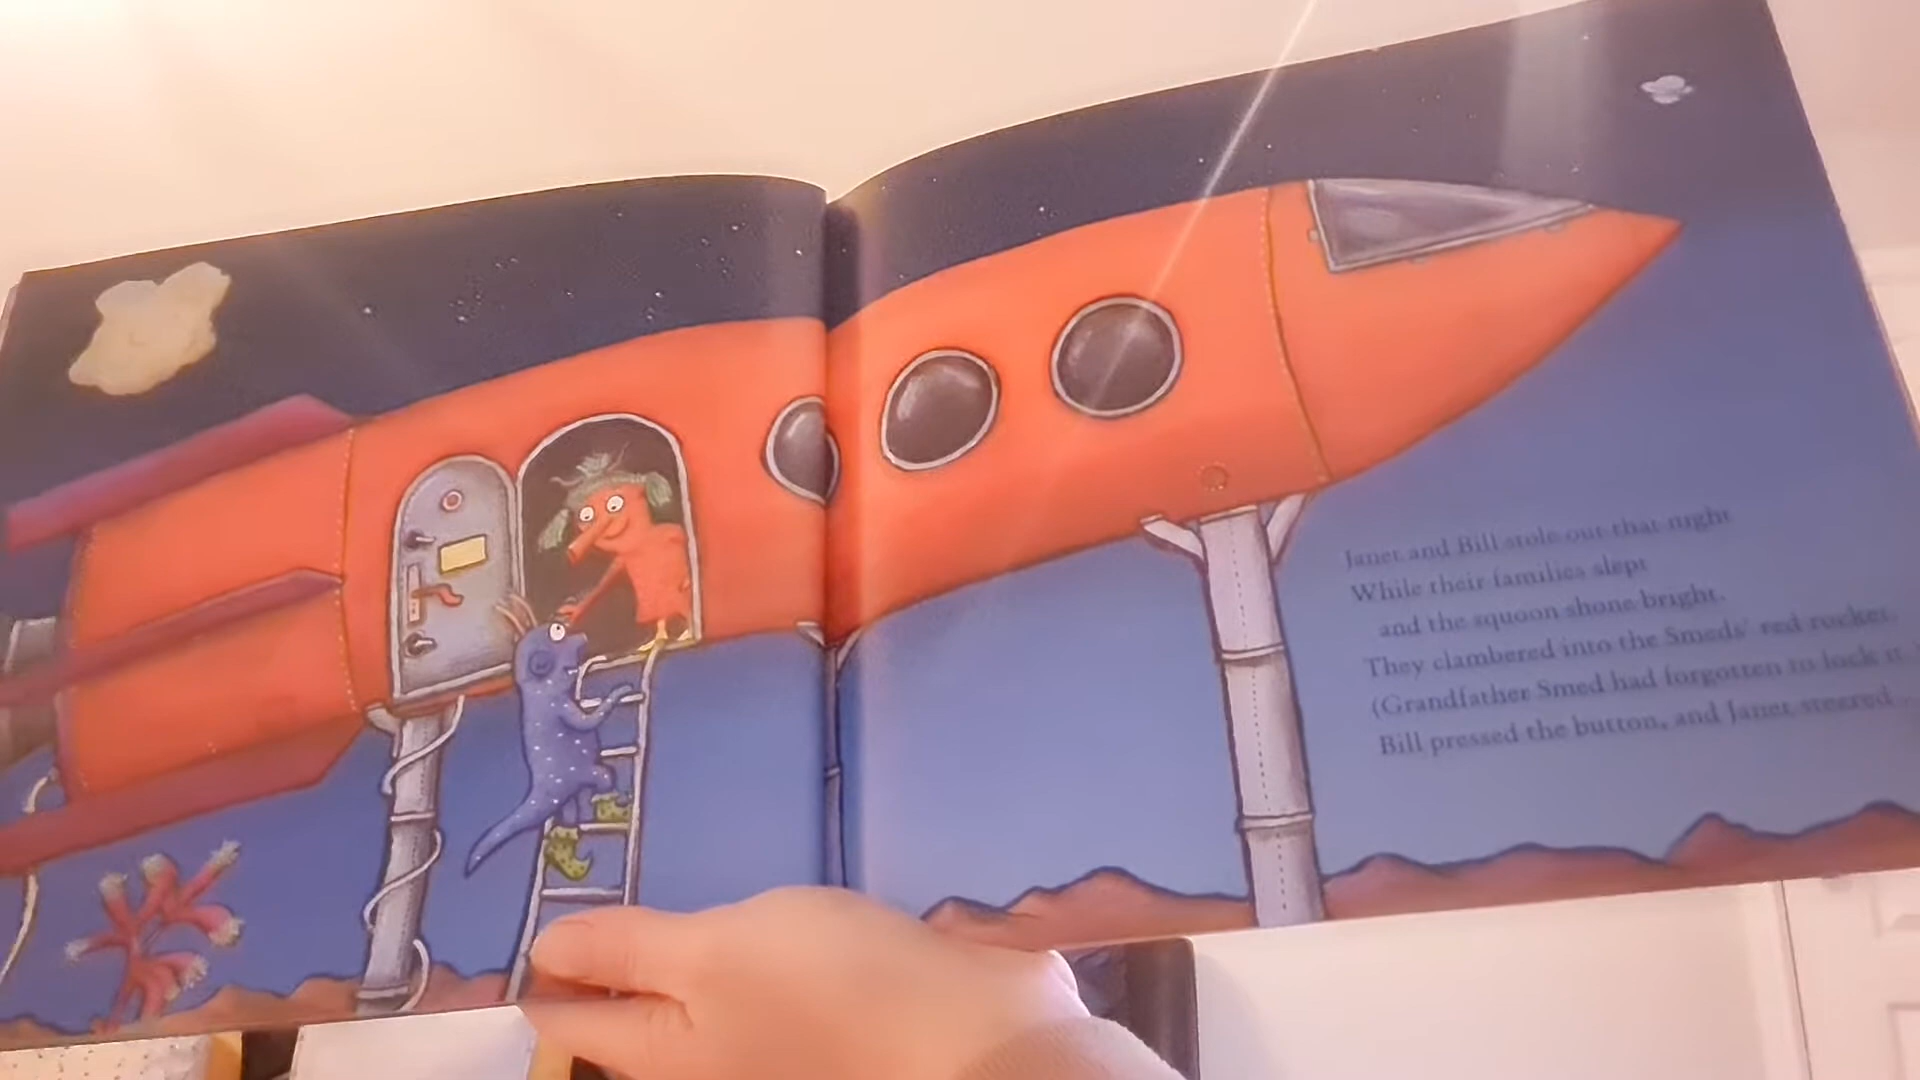 Janet and Bill stole out that night
While their families slept
and the squoon shone bright.
They clambered into the Smeds' red rocket.
(Grandfather Smed had forgotten to lock it.)
Bill pressed the button, and Janet steered...